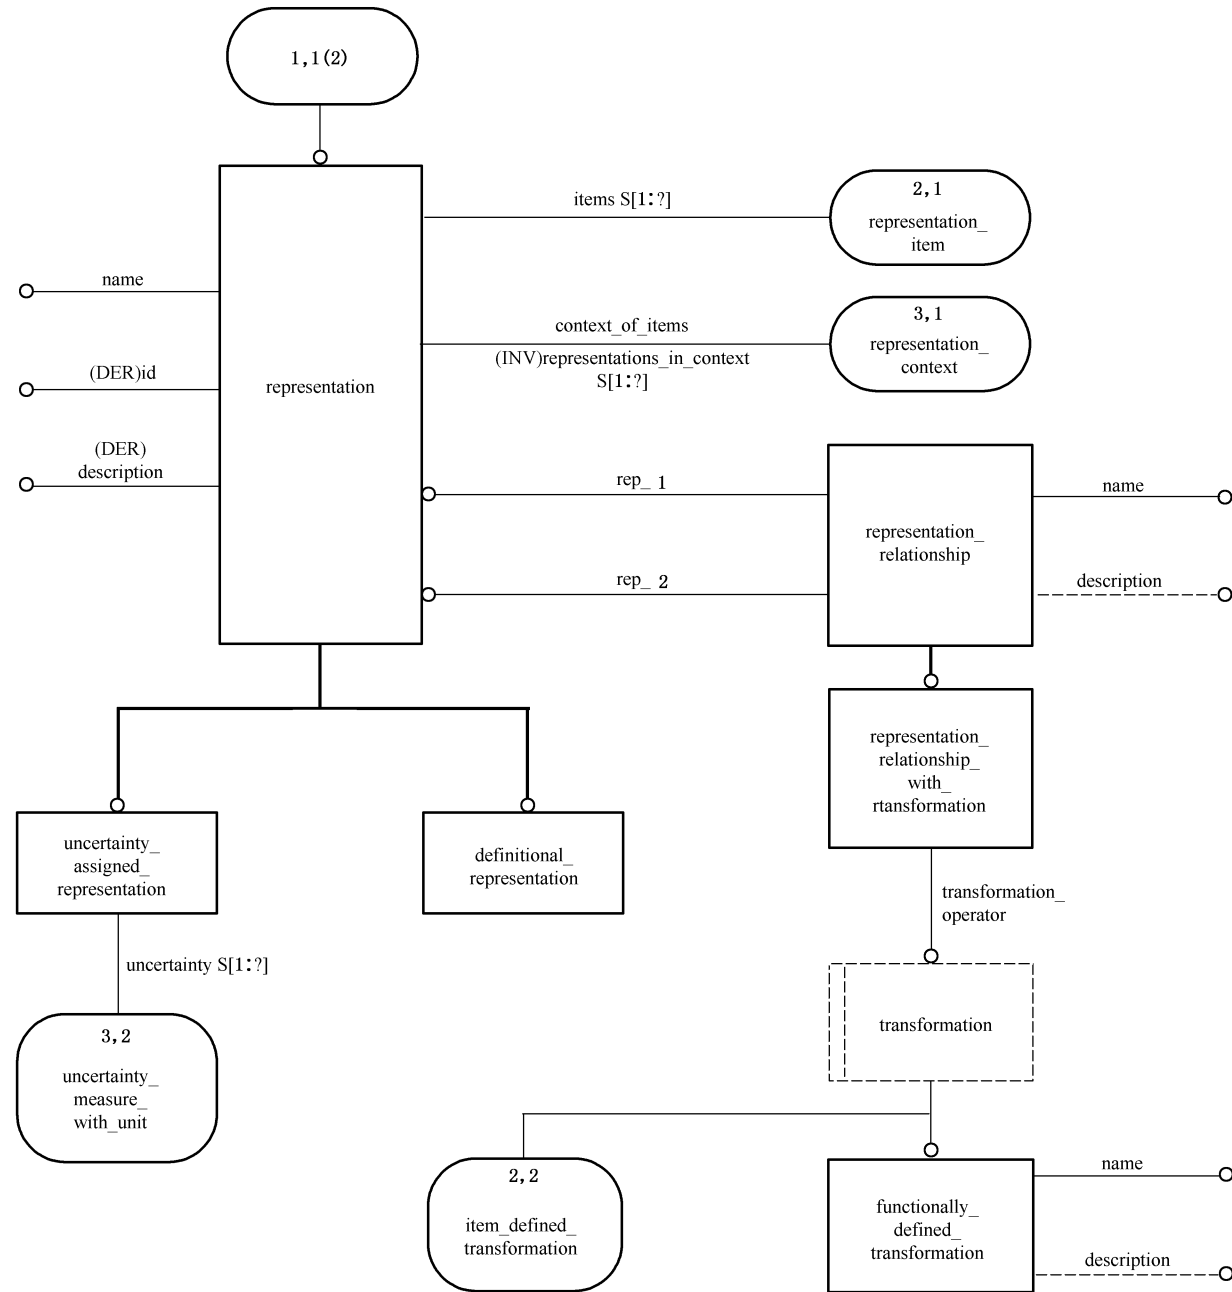 1,1(2)
items S[1:?]
2,1
representation_
item
name
context_of_items
(INV)representations_in_context
S[1:?]
3,1
representation_
context
(DER)id
representation
(DER)
description
rep_ 1
rep_ 2
representation_
relationship
name
description
representation_
relationship_
with_
rtansformation
uncertainty_
assigned_
representation
definitional_
representation
transformation_
operator
uncertainty S[1:?]
3,2
uncertainty_
measure_
with_unit
transformation
2,2
item_defined_
transformation
functionally_
defined_
transformation
name
description